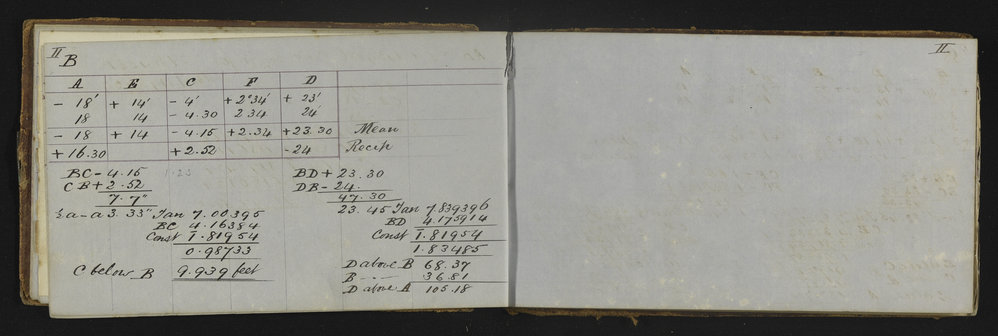 II
B
A E C F D
- 18' + 14' - 4' + 2°34' + 23'
18 14 - 4.30 2 34 24'
- 18 + 14 - 4.15 + 2.34 + 23.30 Mean
+ 16.30 + 2.52 - 24 Recip
BC - 4.15
CB + 2.52
7.7"
½a - a 3.33" Tan 7.00395
BC 4.16384
Const 1̄.81954
0.98733
C below B 9.939 feet
BD + 23.30
DB - 24.
47.30
23.45 Tan 7.839396
BD 4.175914
Const 1̄.81954
1.83485
D above B 68.37
B - - - 36.81
D above A 105.18
II